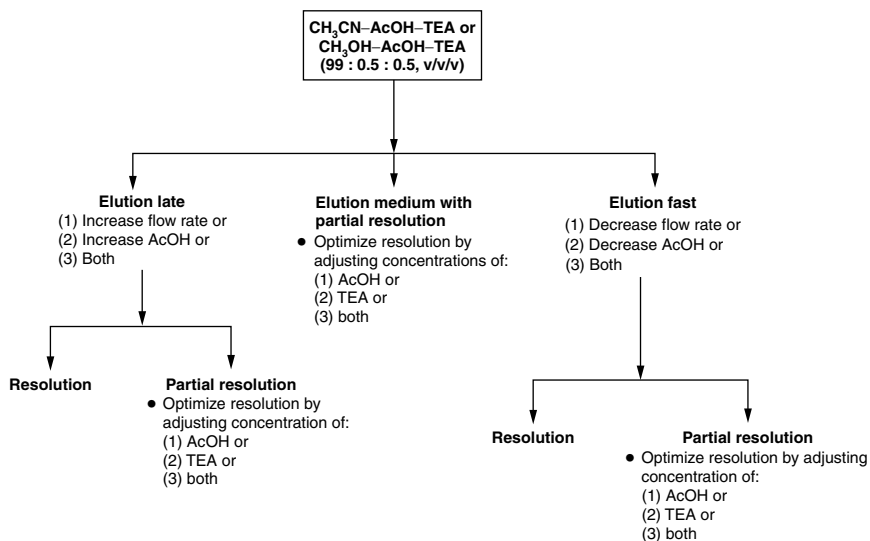 CH₃CN–AcOH–TEA or
CH₃OH–AcOH–TEA
(99 : 0.5 : 0.5, v/v/v)
Elution late
(1) Increase flow rate or
(2) Increase AcOH or
(3) Both
Elution medium with
partial resolution
● Optimize resolution by
adjusting concentrations of:
(1) AcOH or
(2) TEA or
(3) both
Elution fast
(1) Decrease flow rate or
(2) Decrease AcOH or
(3) Both
Resolution
Partial resolution
● Optimize resolution by
adjusting concentration of:
(1) AcOH or
(2) TEA or
(3) both
Resolution
Partial resolution
● Optimize resolution by adjusting
concentration of:
(1) AcOH or
(2) TEA or
(3) both